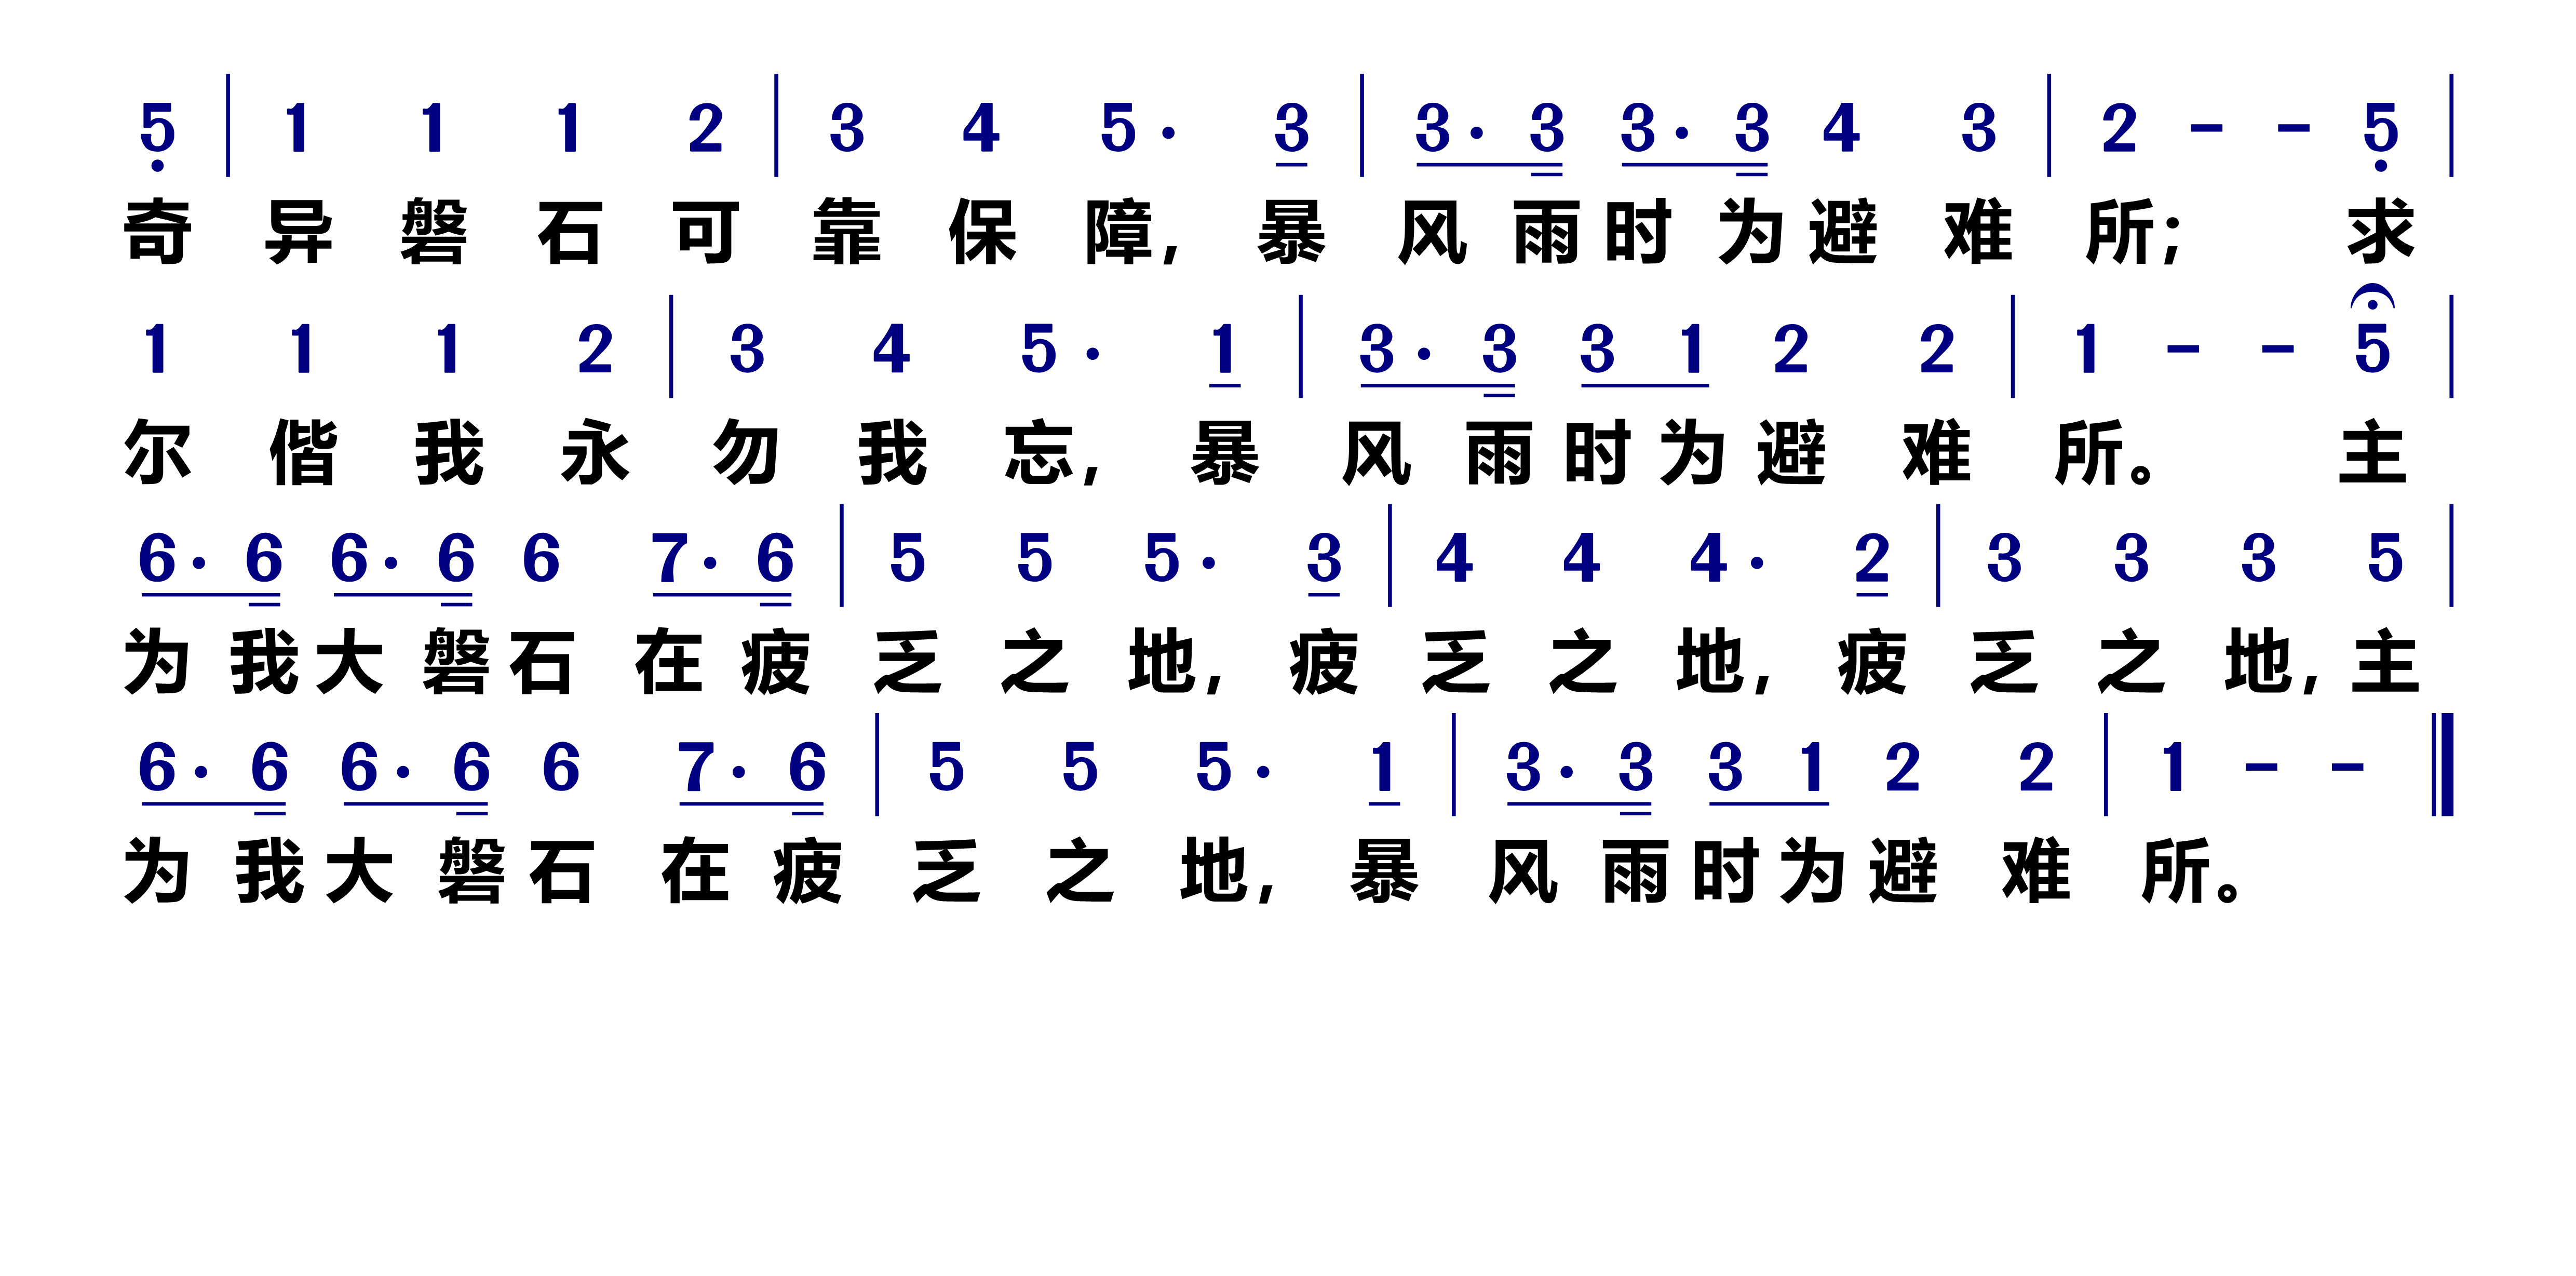 5 | 1 1 1 2 | 3 4 5 · 3 | 3 · 3 3 · 3 4 3 | 2 - - 5 |
奇 异 磐 石 可 靠 保 障, 暴 风 雨 时 为 避 难 所; 求
1 1 1 2 | 3 4 5 · 1 | 3 · 3 3 1 2 2 | 1 - - 5 |
尔 偕 我 永 勿 我 忘, 暴 风 雨 时 为 避 难 所。 主
6 · 6 6 · 6 6 7 · 6 | 5 5 5 · 3 | 4 4 4 · 2 | 3 3 3 5 |
为 我 大 磐 石 在 疲 乏 之 地, 疲 乏 之 地, 疲 乏 之 地, 主
6 · 6 6 · 6 6 7 · 6 | 5 5 5 · 1 | 3 · 3 3 1 2 2 | 1 - - ‖
为 我 大 磐 石 在 疲 乏 之 地, 暴 风 雨 时 为 避 难 所。